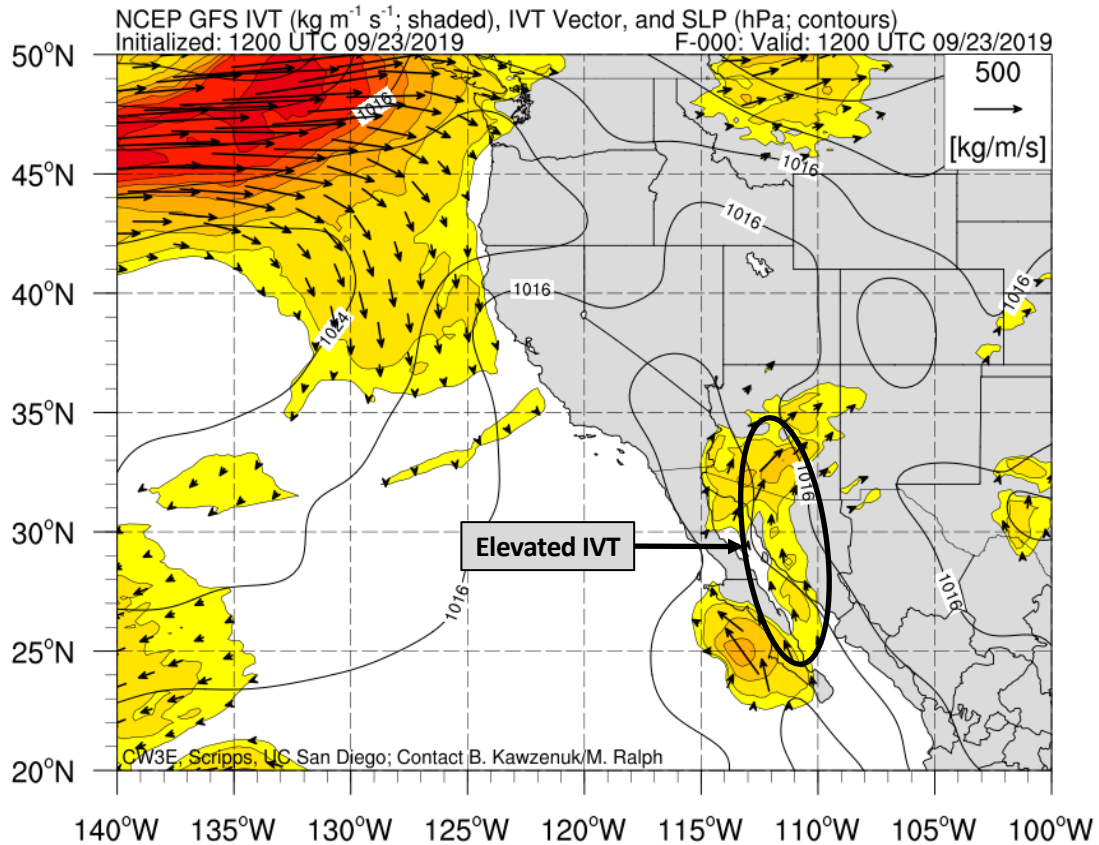 NCEP GFS IVT (kg m⁻¹ s⁻¹; shaded), IVT Vector, and SLP (hPa; contours)
Initialized: 1200 UTC 09/23/2019 F-000: Valid: 1200 UTC 09/23/2019
50°N
500
[kg/m/s]
1016
1016
45°N
1016
1016
1016
40°N
1024
35°N
1016
30°N
Elevated IVT
1016
1016
25°N
CW3E, Scripps, UC San Diego; Contact B. Kawzenuk/M. Ralph
20°N
140°W 135°W 130°W 125°W 120°W 115°W 110°W 105°W 100°W